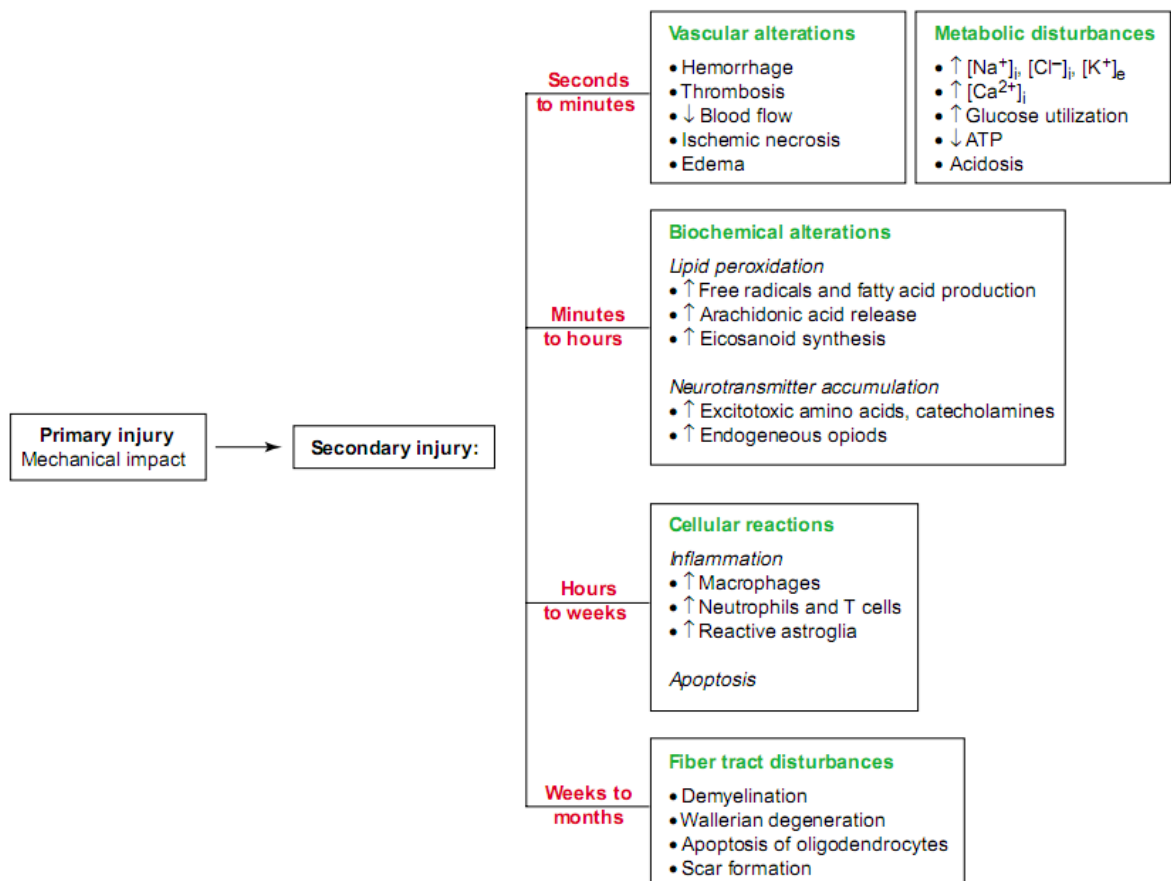 Primary injury
Mechanical impact
Secondary injury:
Seconds
to minutes
Vascular alterations
• Hemorrhage
• Thrombosis
• ↓ Blood flow
• Ischemic necrosis
• Edema
Metabolic disturbances
• ↑ [Na⁺]ᵢ, [Cl⁻]ᵢ, [K⁺]ₑ
• ↑ [Ca²⁺]ᵢ
• ↑ Glucose utilization
• ↓ ATP
• Acidosis
Minutes
to hours
Biochemical alterations
Lipid peroxidation
• ↑ Free radicals and fatty acid production
• ↑ Arachidonic acid release
• ↑ Eicosanoid synthesis
Neurotransmitter accumulation
• ↑ Excitotoxic amino acids, catecholamines
• ↑ Endogeneous opiods
Hours
to weeks
Cellular reactions
Inflammation
• ↑ Macrophages
• ↑ Neutrophils and T cells
• ↑ Reactive astroglia
Apoptosis
Weeks to
months
Fiber tract disturbances
• Demyelination
• Wallerian degeneration
• Apoptosis of oligodendrocytes
• Scar formation